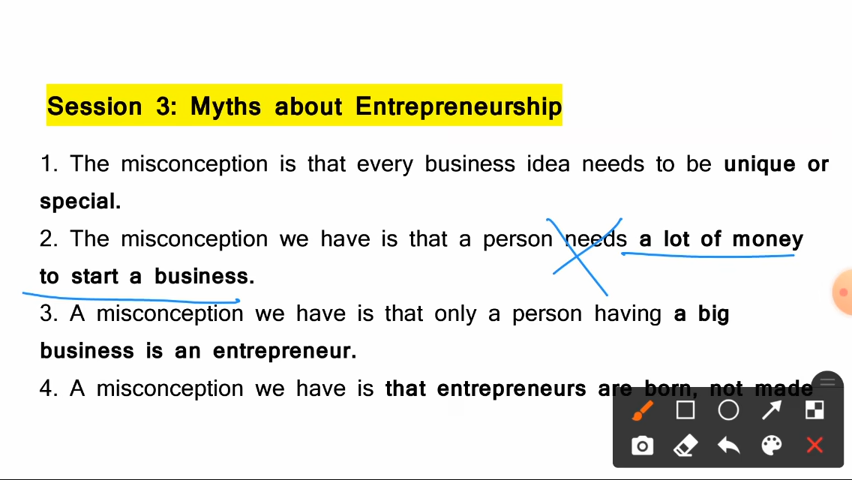 Session 3: Myths about Entrepreneurship
1. The misconception is that every business idea needs to be unique or
special.
2. The misconception we have is that a person needs a lot of money
to start a business.
3. A misconception we have is that only a person having a big
business is an entrepreneur.
4. A misconception we have is that entrepreneurs are born, not made